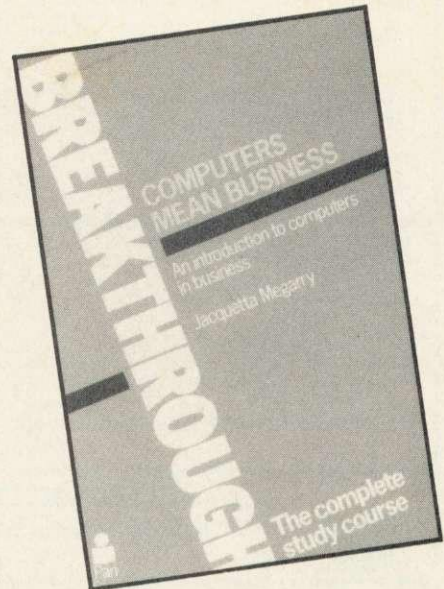 BREAKTHROUGH
COMPUTERS
MEAN BUSINESS
An introduction to computers
in business
Jacquetta Megarry
The complete
study course
Pan